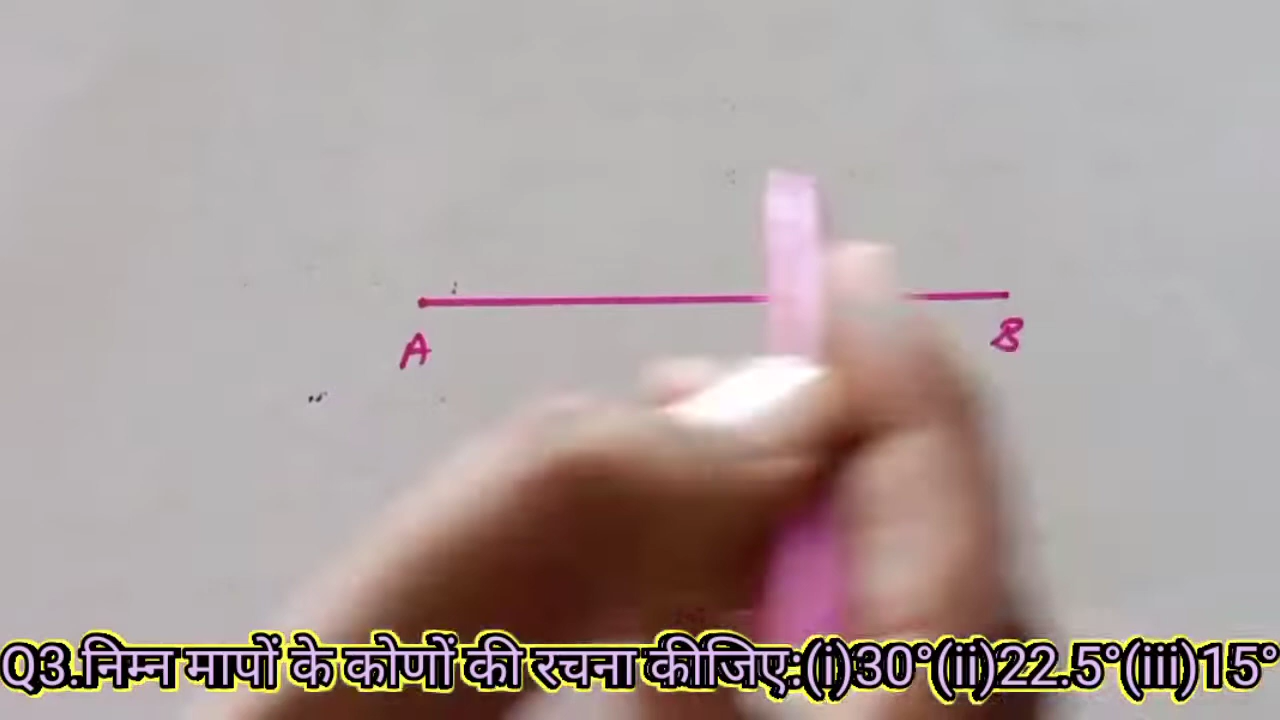 A B
Q3.निम्न मापों के कोणों की रचना कीजिए:(i)30°(ii)22.5°(iii)15°